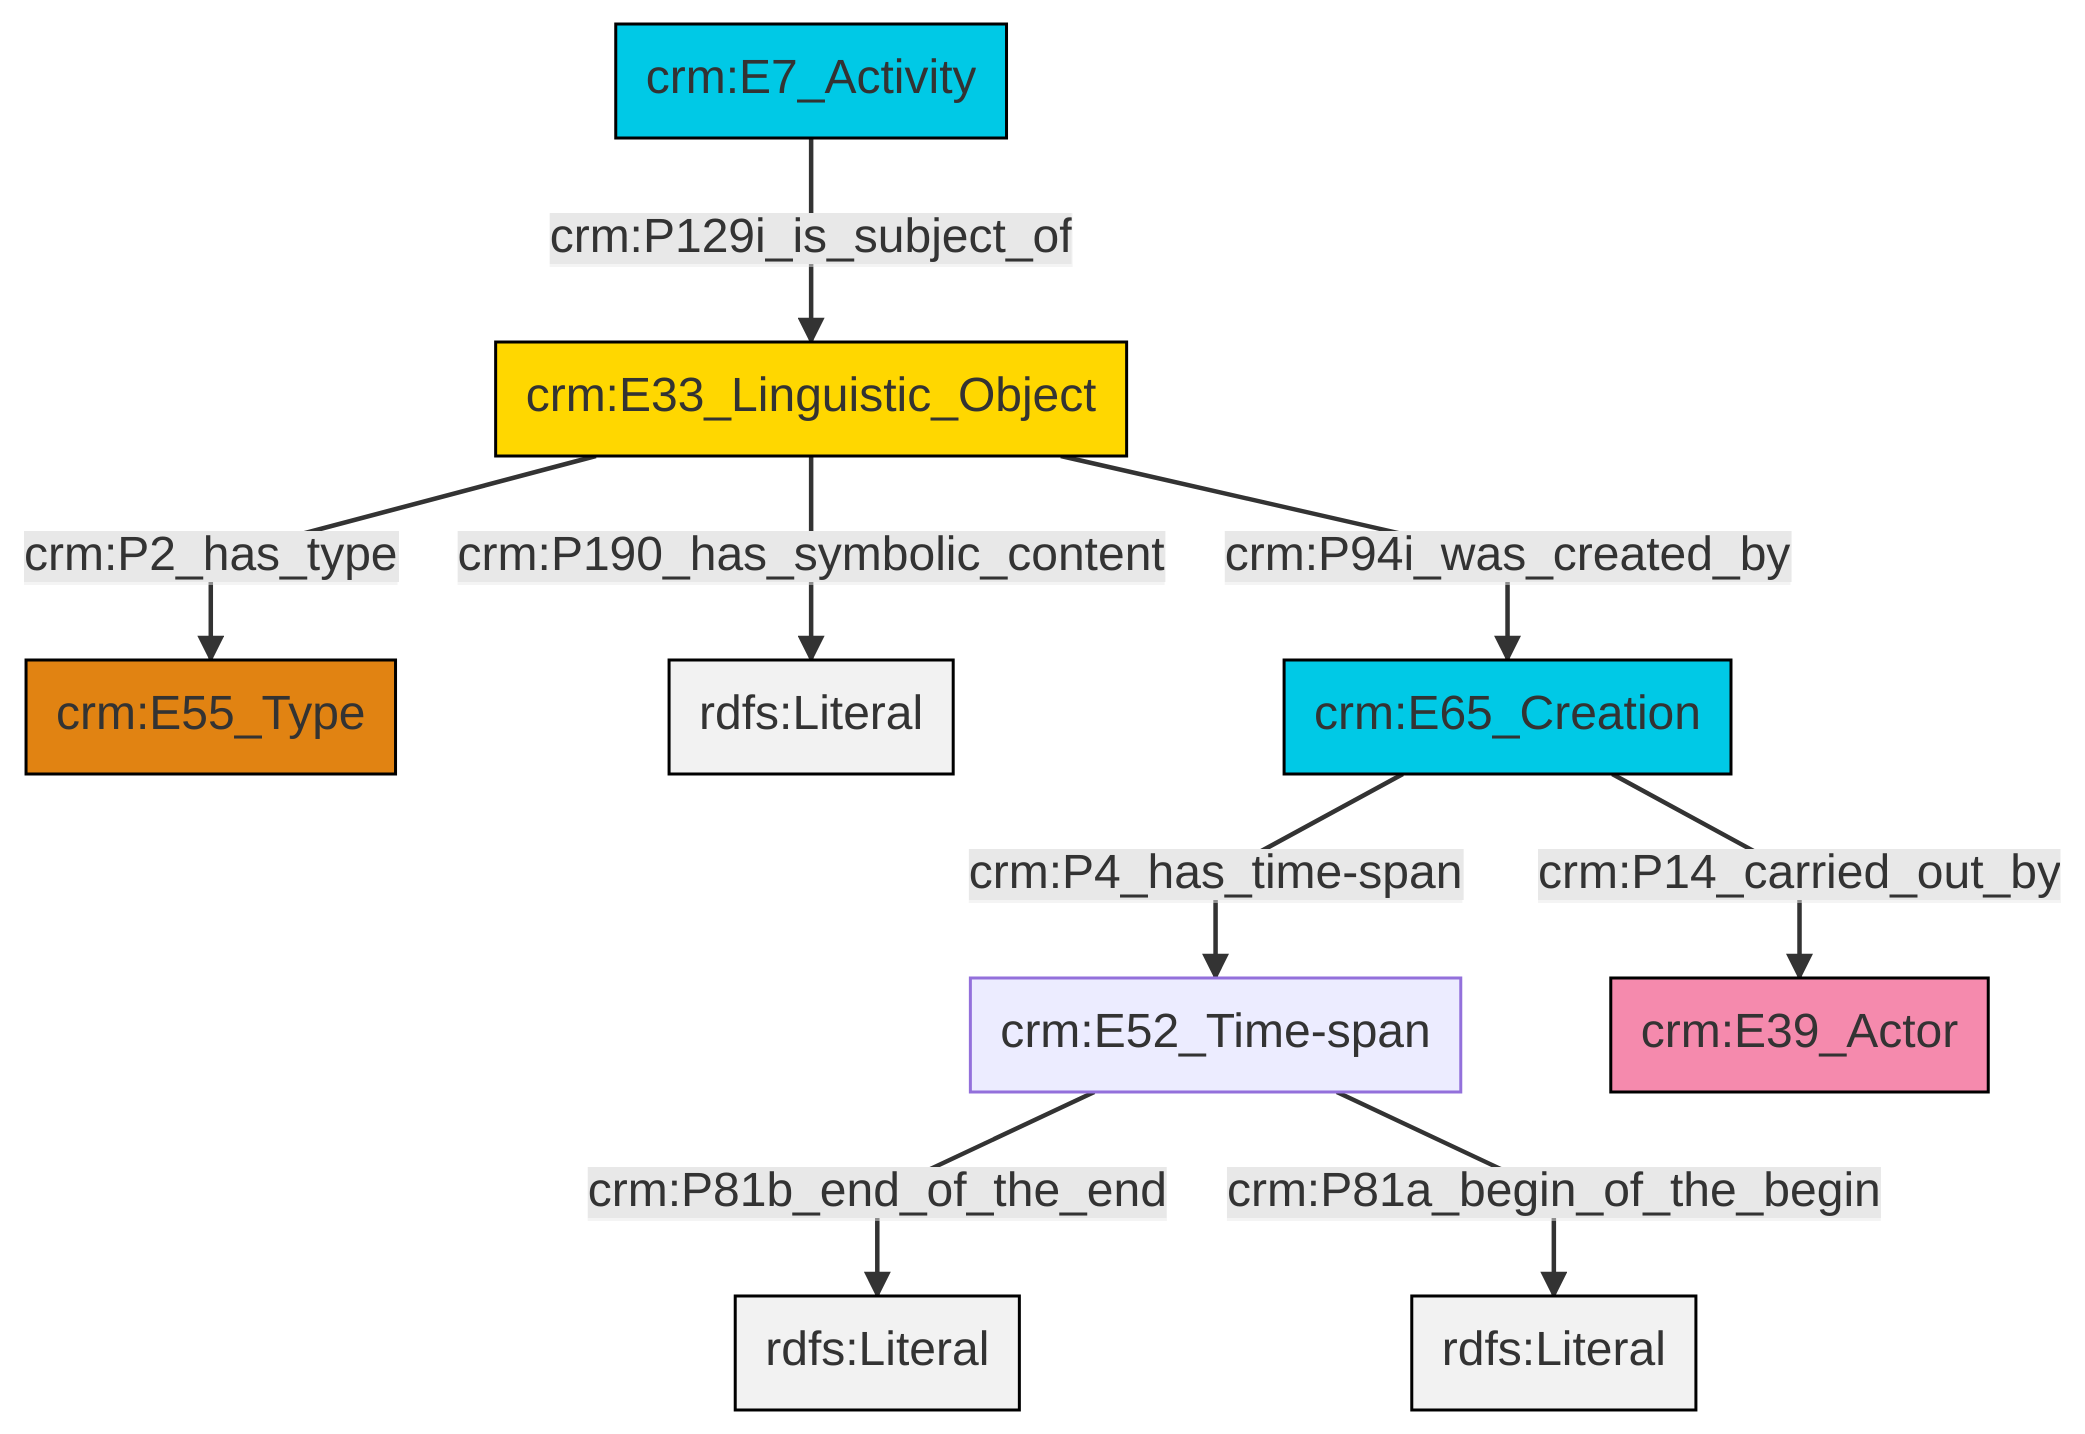 crm:E7_Activity
crm:P129i_is_subject_of
crm:E33_Linguistic_Object
crm:P2_has_type
crm:P190_has_symbolic_content
crm:P94i_was_created_by
crm:E55_Type
rdfs:Literal
crm:E65_Creation
crm:P4_has_time-span
crm:P14_carried_out_by
crm:E52_Time-span
crm:E39_Actor
crm:P81b_end_of_the_end
crm:P81a_begin_of_the_begin
rdfs:Literal
rdfs:Literal